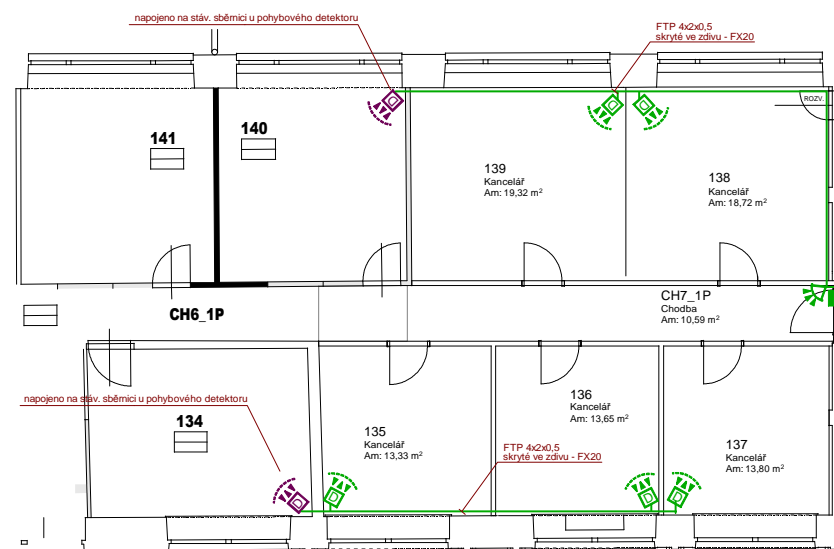 napojeno na stáv. sběrnici u pohybového detektoru
FTP 4x2x0,5
skryté ve zdivu - FX20
ROZV.
141
140
139
Kancelář
Am: 19,32 m²
138
Kancelář
Am: 18,72 m²
CH7_1P
Chodba
Am: 10,59 m²
CH6_1P
napojeno na stáv. sběrnici u pohybového detektoru
134
135
Kancelář
Am: 13,33 m²
136
Kancelář
Am: 13,65 m²
137
Kancelář
Am: 13,80 m²
FTP 4x2x0,5
skryté ve zdivu - FX20